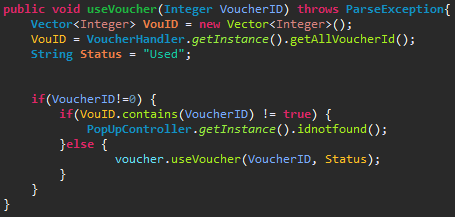 public void useVoucher(Integer VoucherID) throws ParseException{
Vector<Integer> VouID = new Vector<Integer>();
VouID = VoucherHandler.getInstance().getAllVoucherId();
String Status = "Used";
if(VoucherID!=0) {
if(VouID.contains(VoucherID) != true) {
PopUpController.getInstance().idnotfound();
}else {
voucher.useVoucher(VoucherID, Status);
}
}
}